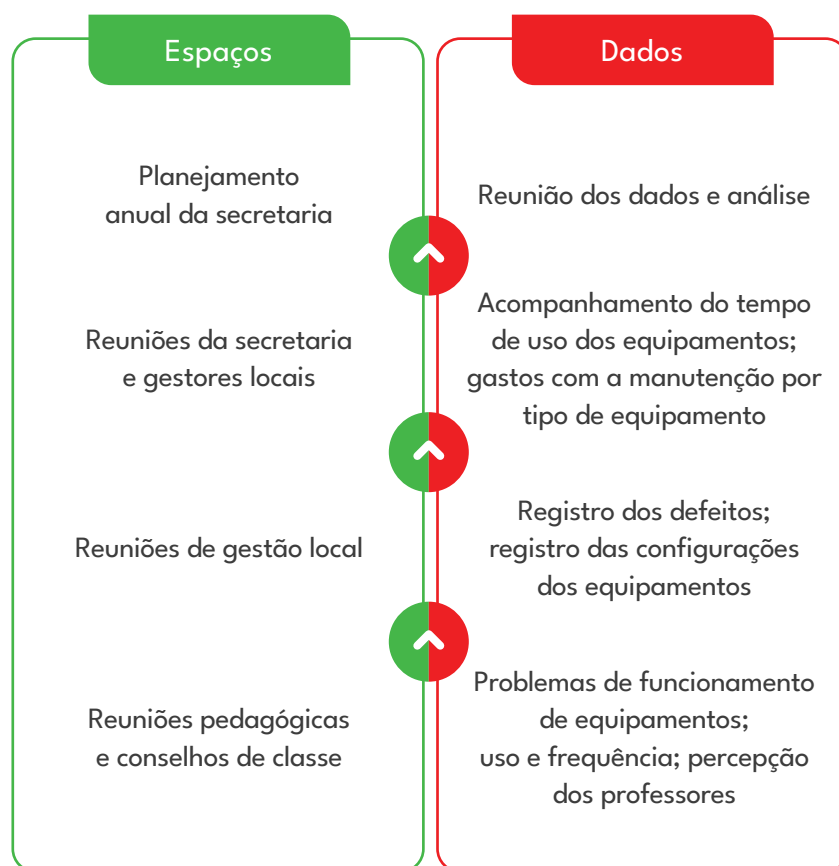 Espaços
Planejamento
anual da secretaria
Reuniões da secretaria
e gestores locais
Reuniões de gestão local
Reuniões pedagógicas
e conselhos de classe
Dados
Reunião dos dados e análise
Acompanhamento do tempo
de uso dos equipamentos;
gastos com a manutenção por
tipo de equipamento
Registro dos defeitos;
registro das configurações
dos equipamentos
Problemas de funcionamento
de equipamentos;
uso e frequência; percepção
dos professores